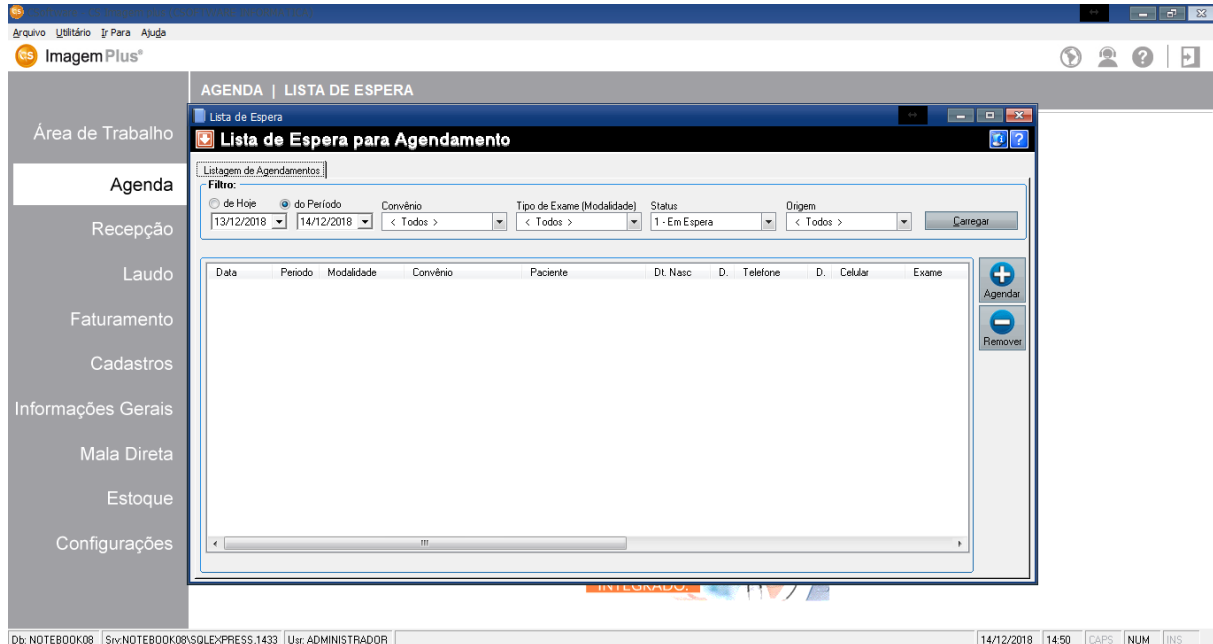 Arquivo Utilitário Ir Para Ajuda
GS ImagemPlus®
AGENDA | LISTA DE ESPERA
Área de Trabalho
Agenda
Recepção
Laudo
Faturamento
Cadastros
Informações Gerais
Mala Direta
Estoque
Configurações
Lista de Espera
Lista de Espera para Agendamento
Listagem de Agendamentos
Filtro:
de Hoje do Período Convênio Tipo de Exame (Modalidade) Status Origem
13/12/2018 14/12/2018 < Todos > < Todos > 1 - Em Espera < Todos > Carregar
Data Periodo Modalidade Convênio Paciente Dt. Nasc D. Telefone D. Celular Exame
Agendar
Remover
INTEGRADO.
Db: NOTEBOOK08 Srv:NOTEBOOK08\SQLEXPRESS,1433 Usr: ADMINISTRADOR 14/12/2018 14:50 CAPS NUM INS